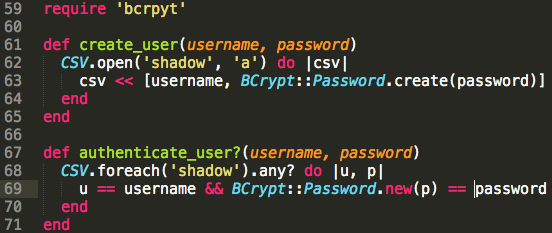 59 require 'bcrpyt'
60
61 def create_user(username, password)
62   CSV.open('shadow', 'a') do |csv|
63     csv << [username, BCrypt::Password.create(password)]
64   end
65 end
66
67 def authenticate_user?(username, password)
68   CSV.foreach('shadow').any? do |u, p|
69     u == username && BCrypt::Password.new(p) == password
70   end
71 end